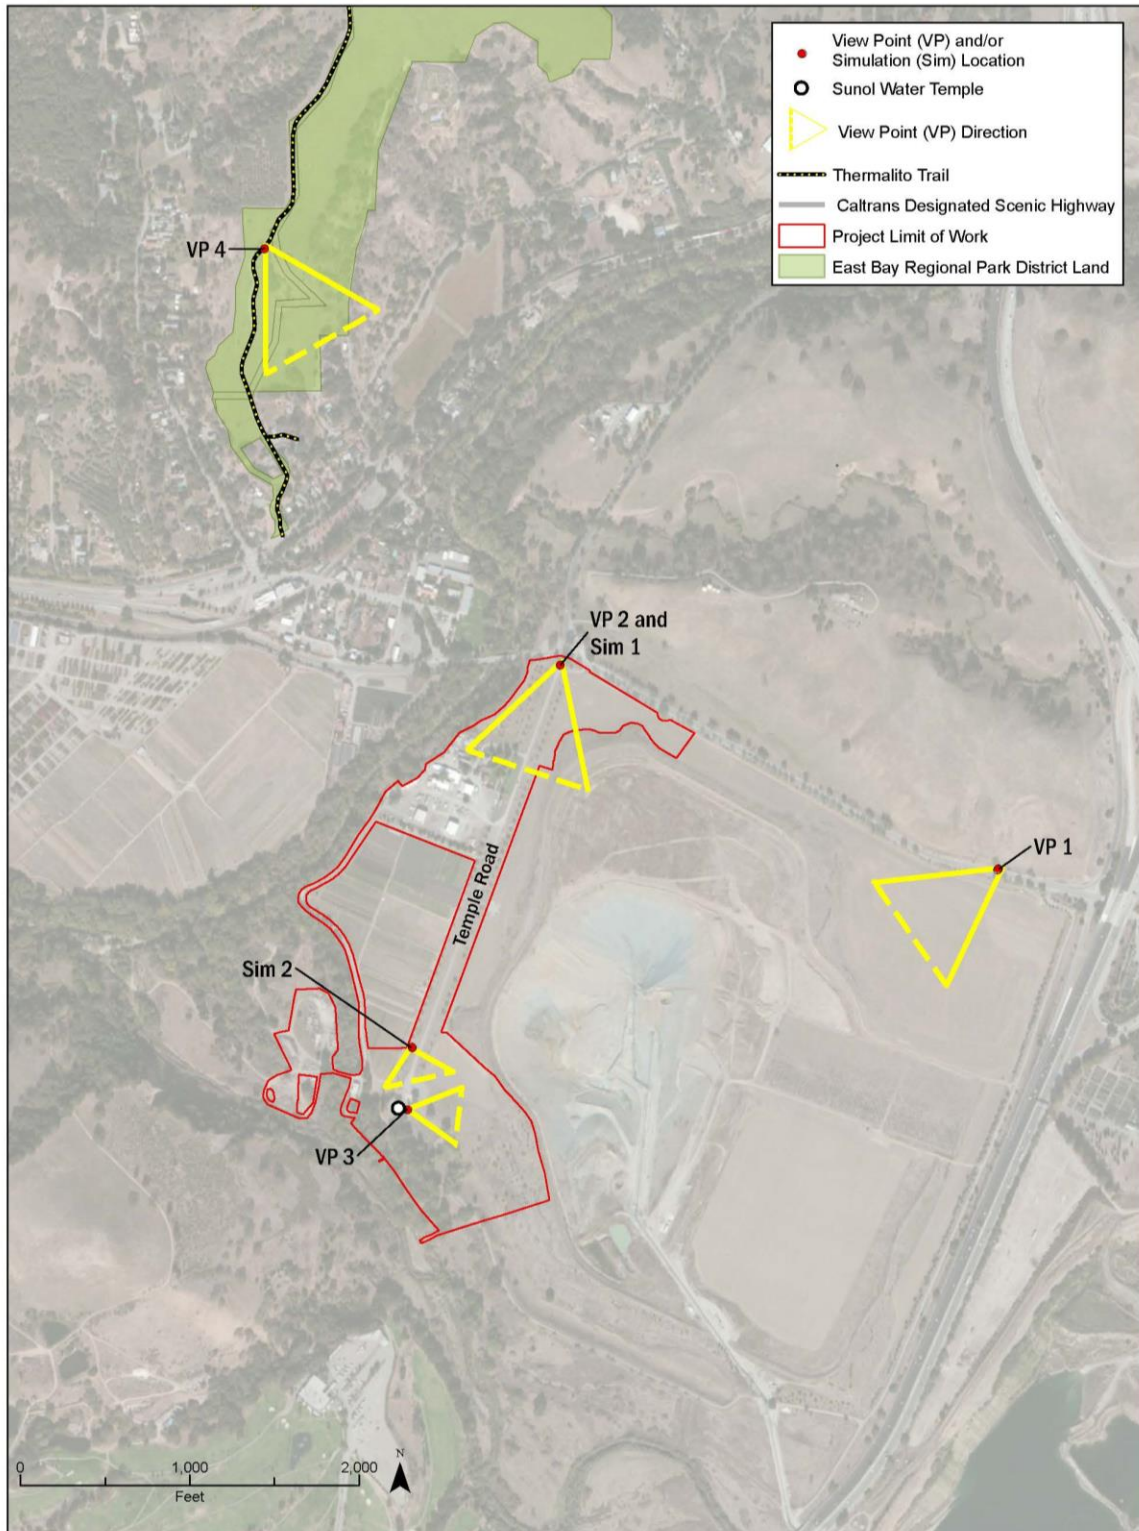 View Point (VP) and/or
Simulation (Sim) Location
Sunol Water Temple
View Point (VP) Direction
Thermalito Trail
Caltrans Designated Scenic Highway
Project Limit of Work
East Bay Regional Park District Land
VP 4
VP 2 and
Sim 1
VP 1
Temple Road
Sim 2
VP 3
N
0 1,000 2,000
Feet